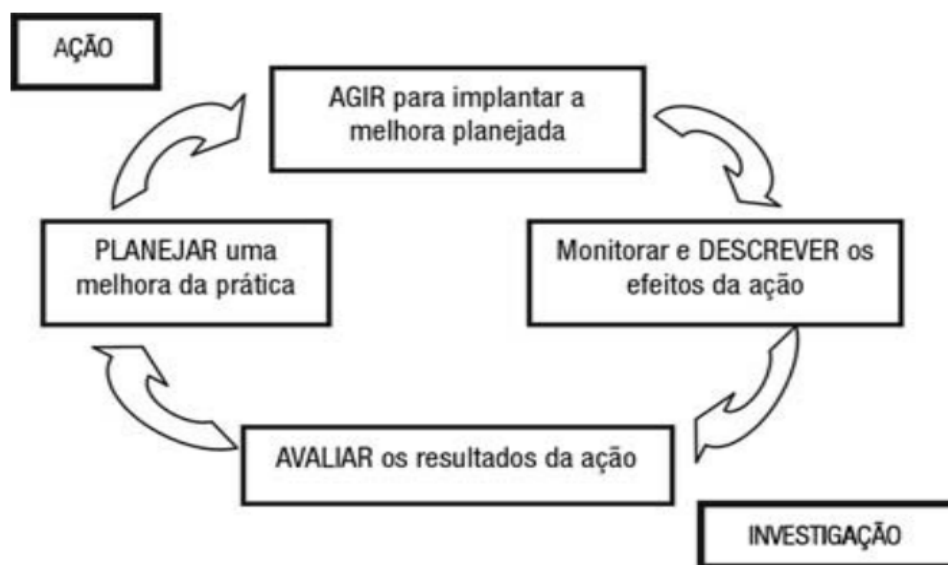 AÇÃO
AGIR para implantar a
melhora planejada
PLANEJAR uma
melhora da prática
Monitorar e DESCREVER os
efeitos da ação
AVALIAR os resultados da ação
INVESTIGAÇÃO